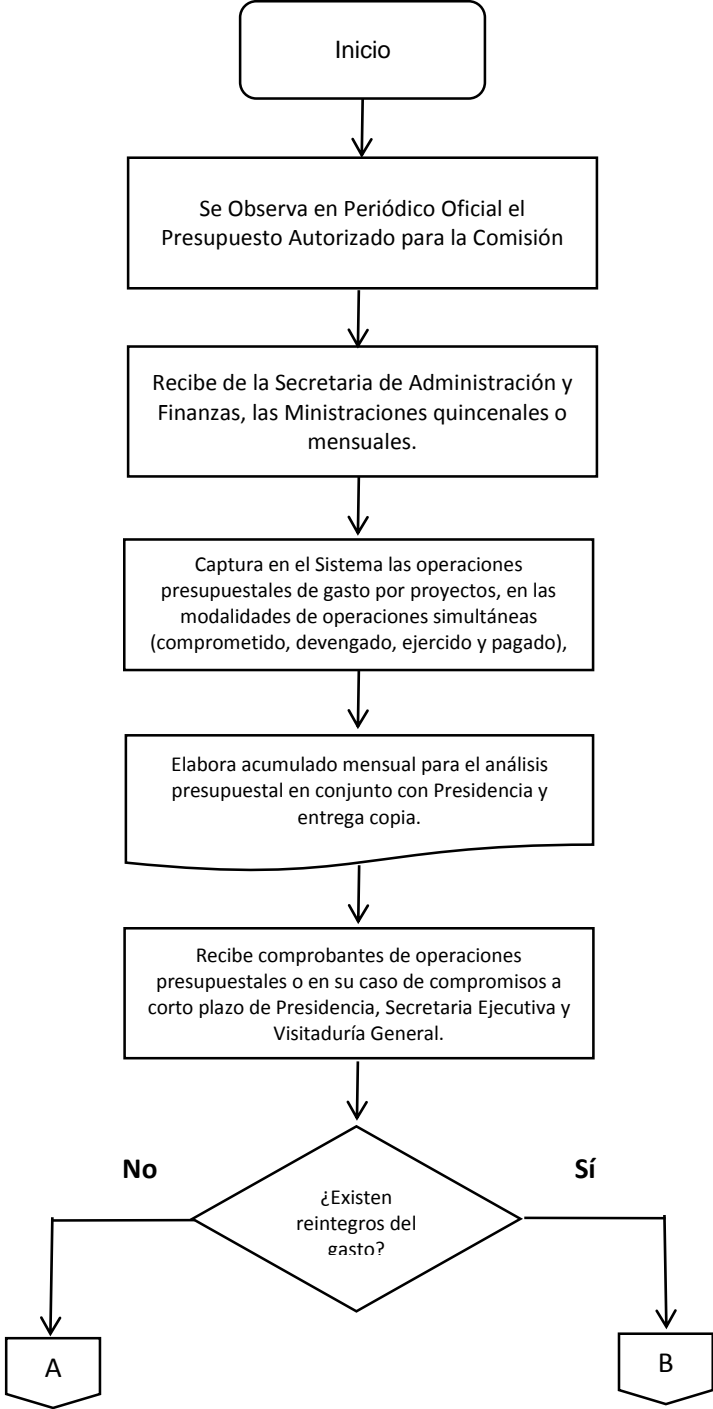 Inicio
Se Observa en Periódico Oficial el
Presupuesto Autorizado para la Comisión
Recibe de la Secretaria de Administración y
Finanzas, las Ministraciones quincenales o
mensuales.
Captura en el Sistema las operaciones
presupuestales de gasto por proyectos, en las
modalidades de operaciones simultáneas
(comprometido, devengado, ejercido y pagado),
Elabora acumulado mensual para el análisis
presupuestal en conjunto con Presidencia y
entrega copia.
Recibe comprobantes de operaciones
presupuestales o en su caso de compromisos a
corto plazo de Presidencia, Secretaria Ejecutiva y
Visitaduría General.
No
Sí
¿Existen
reintegros del
gasto?
A
B